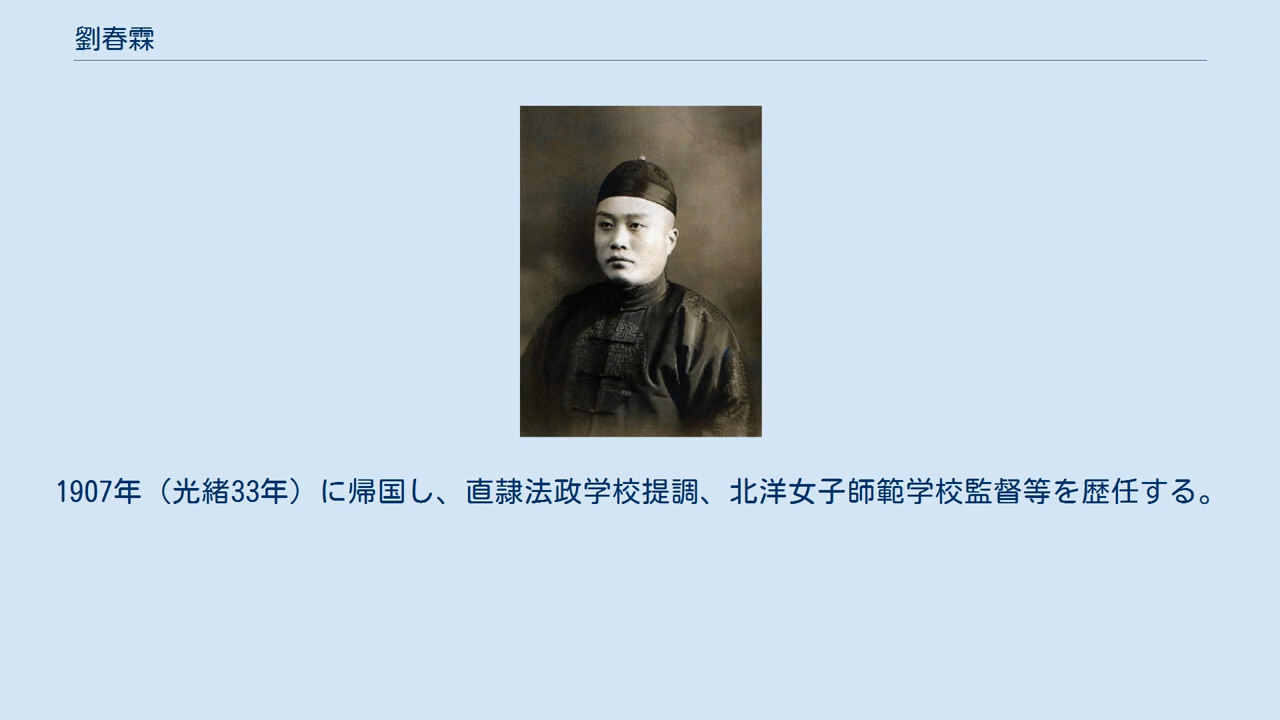 劉春霖
1907年（光緒33年）に帰国し、直隷法政学校提調、北洋女子師範学校監督等を歴任する。